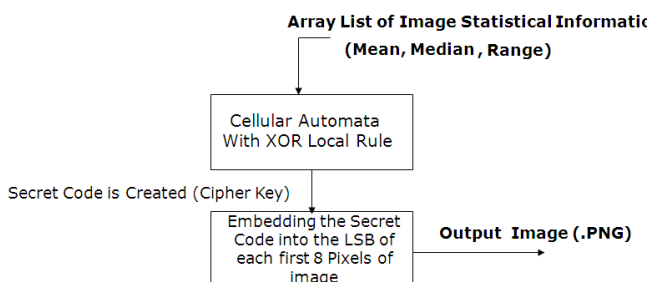 Array List of Image Statistical
(Mean, Median , Range)
Cellular Automata
With XOR Local Rule
Secret Code is Created (Cipher Key)
Embedding the Secret
Code into the LSB of
each first 8 Pixels of
image
Output Image (.PNG)